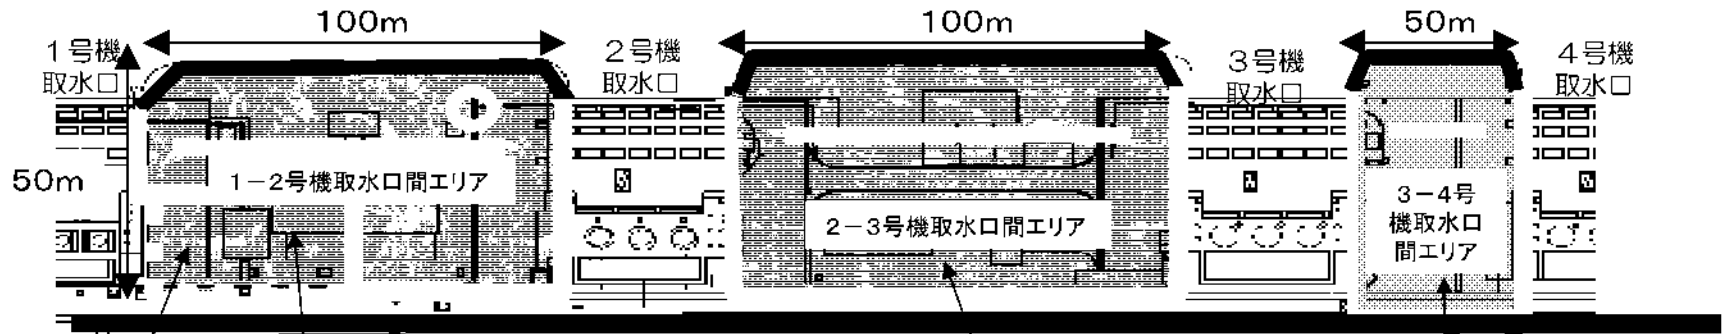 100m
100m
50m
1号機
取水口
2号機
取水口
3号機
取水口
4号機
取水口
50m
1−2号機取水口間エリア
2−3号機取水口間エリア
3−4号
機取水口
間エリア